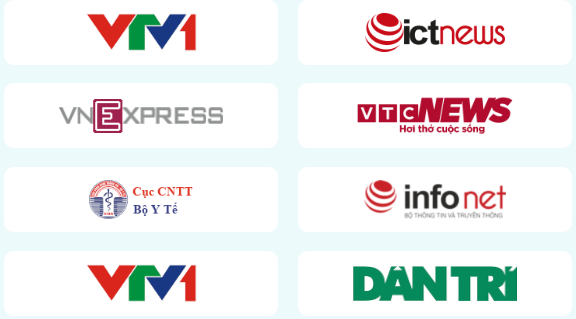 VTV1
ictnews
VNEXPRESS
VTCNEWS
Hơi thở cuộc sống
Cục CNTT
Bộ Y Tế
infonet
BỘ THÔNG TIN VÀ TRUYỀN THÔNG
VTV1
DÂN TRÍ